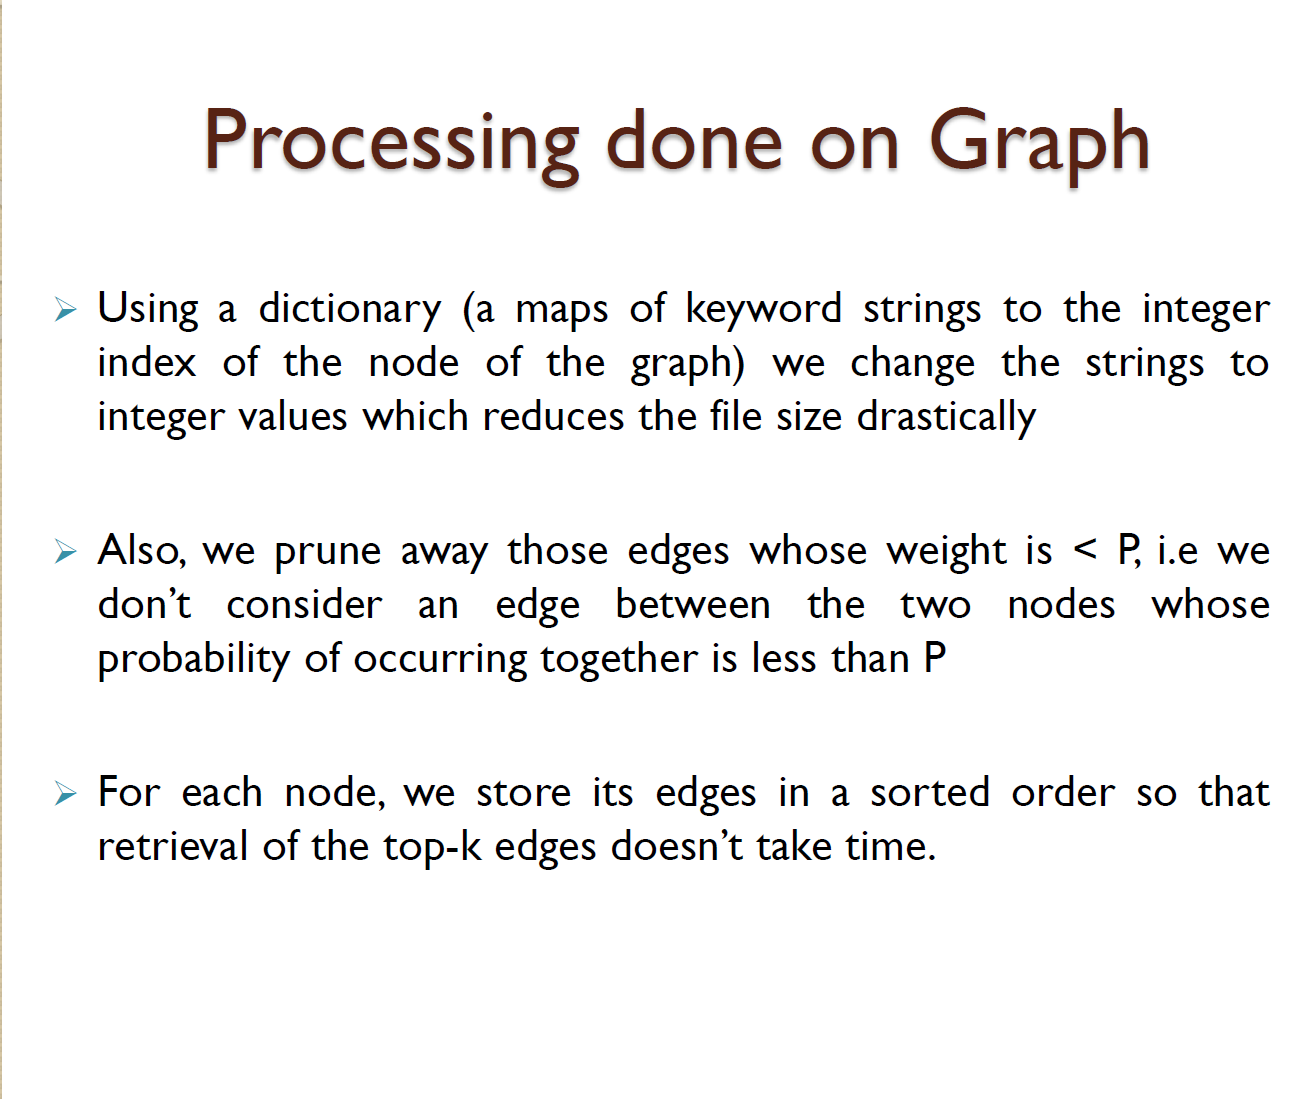 Processing done on Graph
Using a dictionary (a maps of keyword strings to the integer
index of the node of the graph) we change the strings to
integer values which reduces the file size drastically
Also, we prune away those edges whose weight is < P, i.e we
don’t consider an edge between the two nodes whose
probability of occurring together is less than P
For each node, we store its edges in a sorted order so that
retrieval of the top-k edges doesn’t take time.